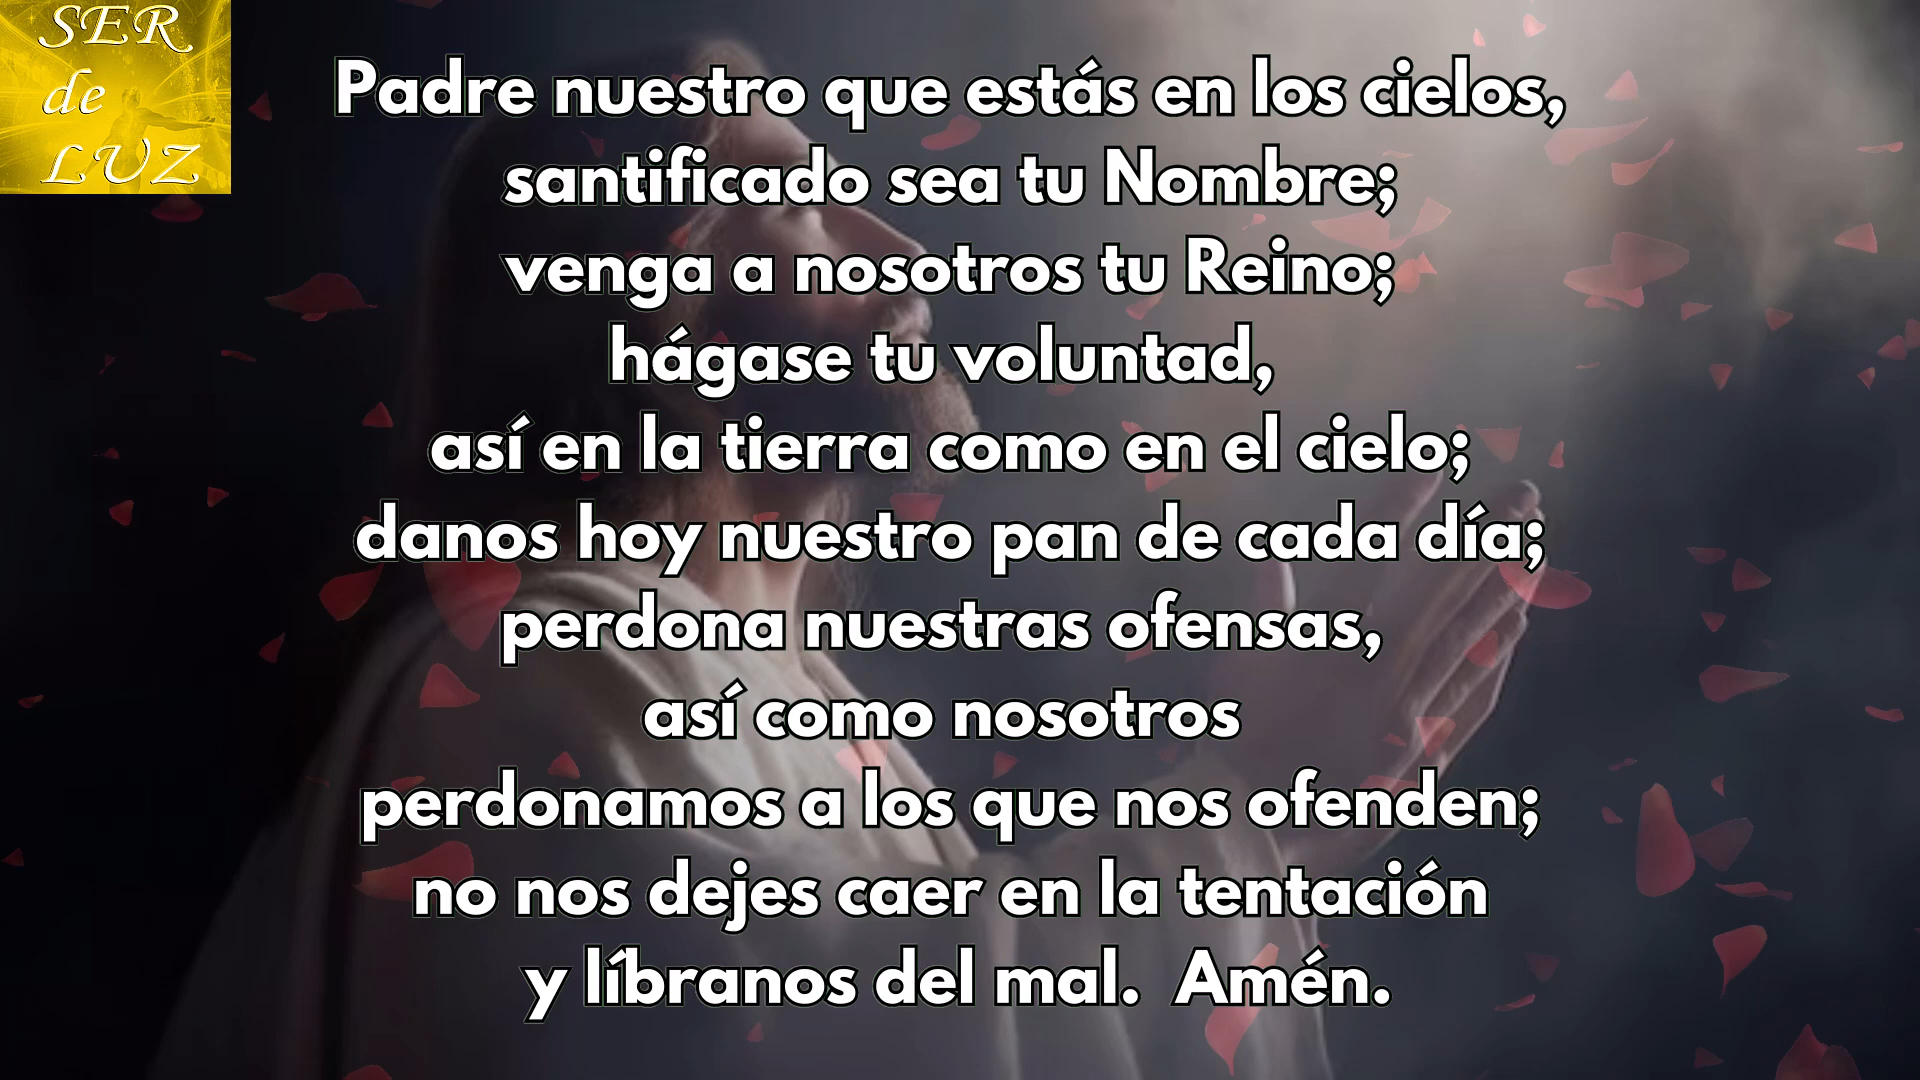 SER
de
LUZ
Padre nuestro que estás en los cielos,
santificado sea tu Nombre;
venga a nosotros tu Reino;
hágase tu voluntad,
así en la tierra como en el cielo;
danos hoy nuestro pan de cada día;
perdona nuestras ofensas,
así como nosotros
perdonamos a los que nos ofenden;
no nos dejes caer en la tentación
y líbranos del mal.  Amén.